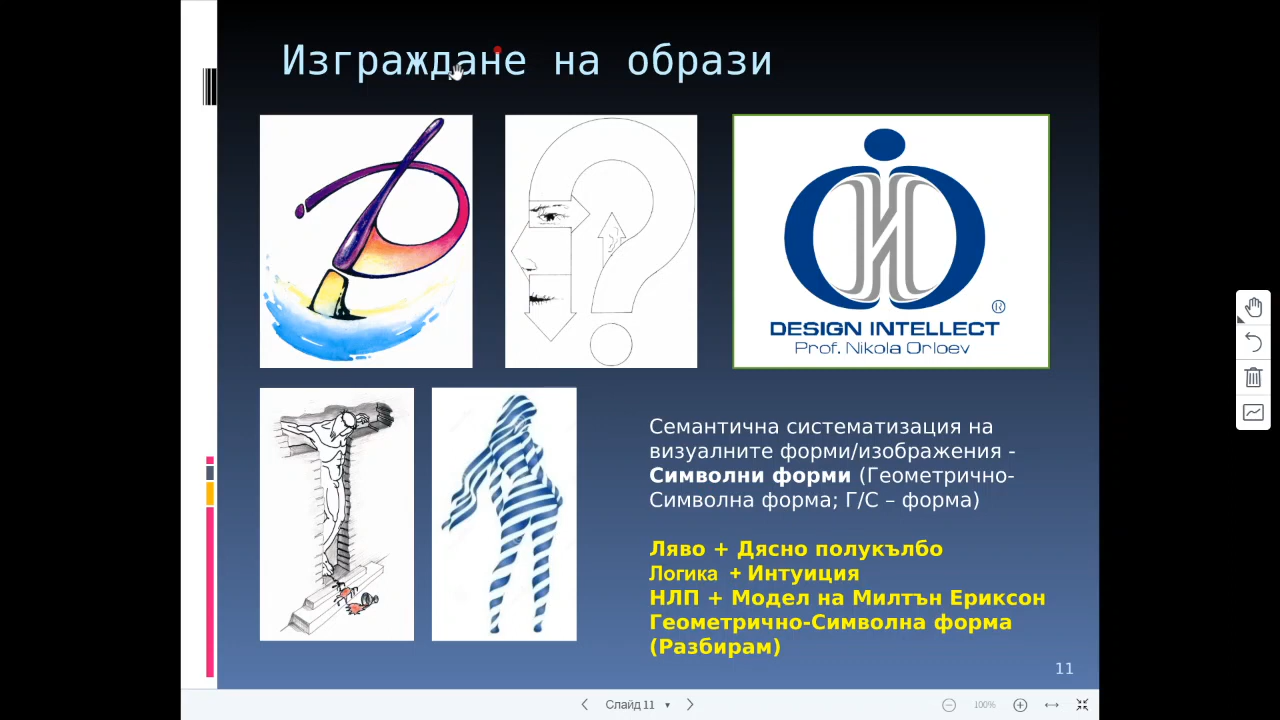 Изграждане на образи
®
DESIGN INTELLECT
Prof. Nikola Orloev
Семантична систематизация на
визуалните форми/изображения -
Символни форми (Геометрично-
Символна форма; Г/С – форма)
Ляво + Дясно полукълбо
Логика + Интуиция
НЛП + Модел на Милтън Ериксон
Геометрично-Символна форма
(Разбирам)
11
Слайд 11
100%